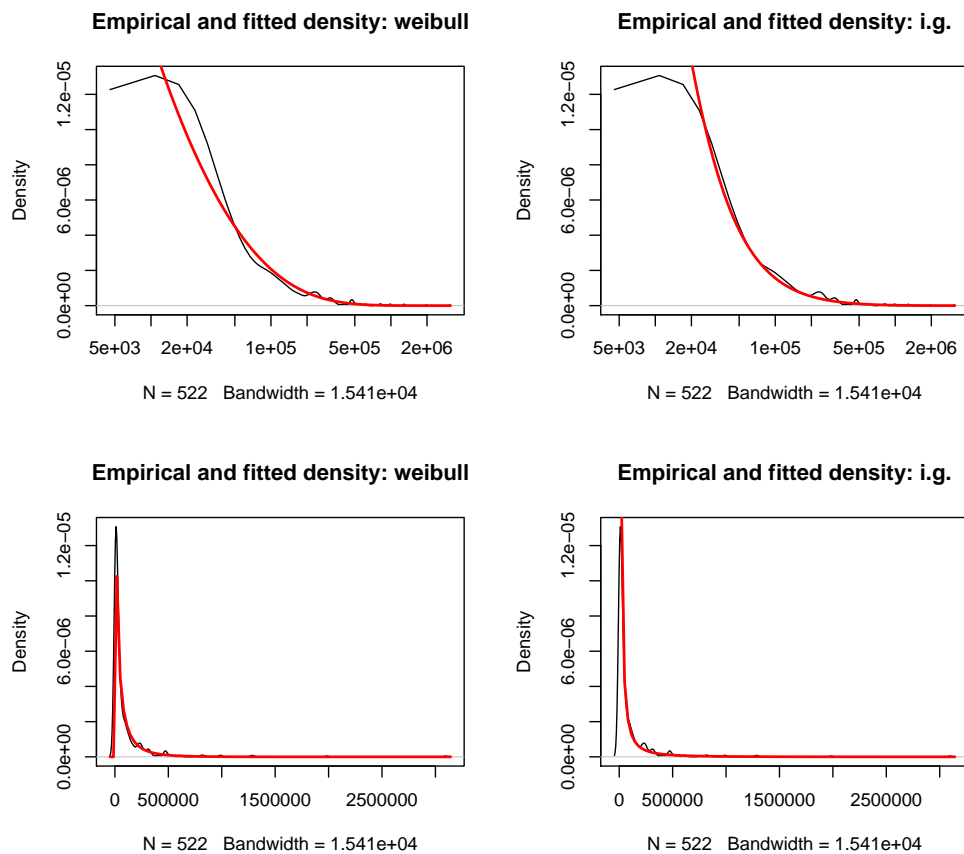 Empirical and fitted density: weibull
Density
0.0e+00 6.0e−06 1.2e−05
5e+03 2e+04 1e+05 5e+05 2e+06
N = 522 Bandwidth = 1.541e+04
Empirical and fitted density: i.g.
Density
0.0e+00 6.0e−06 1.2e−05
5e+03 2e+04 1e+05 5e+05 2e+06
N = 522 Bandwidth = 1.541e+04
Empirical and fitted density: weibull
Density
0.0e+00 6.0e−06 1.2e−05
0 500000 1500000 2500000
N = 522 Bandwidth = 1.541e+04
Empirical and fitted density: i.g.
Density
0.0e+00 6.0e−06 1.2e−05
0 500000 1500000 2500000
N = 522 Bandwidth = 1.541e+04